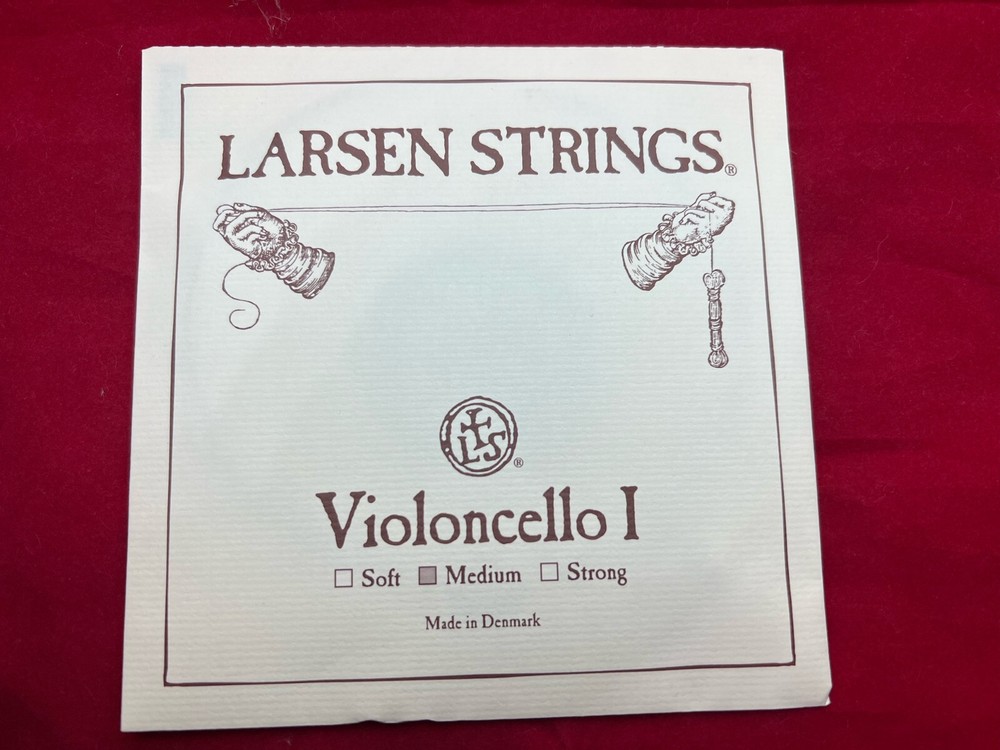 LARSEN STRINGS®
LS®
Violoncello I
☐ Soft ■ Medium ☐ Strong
Made in Denmark